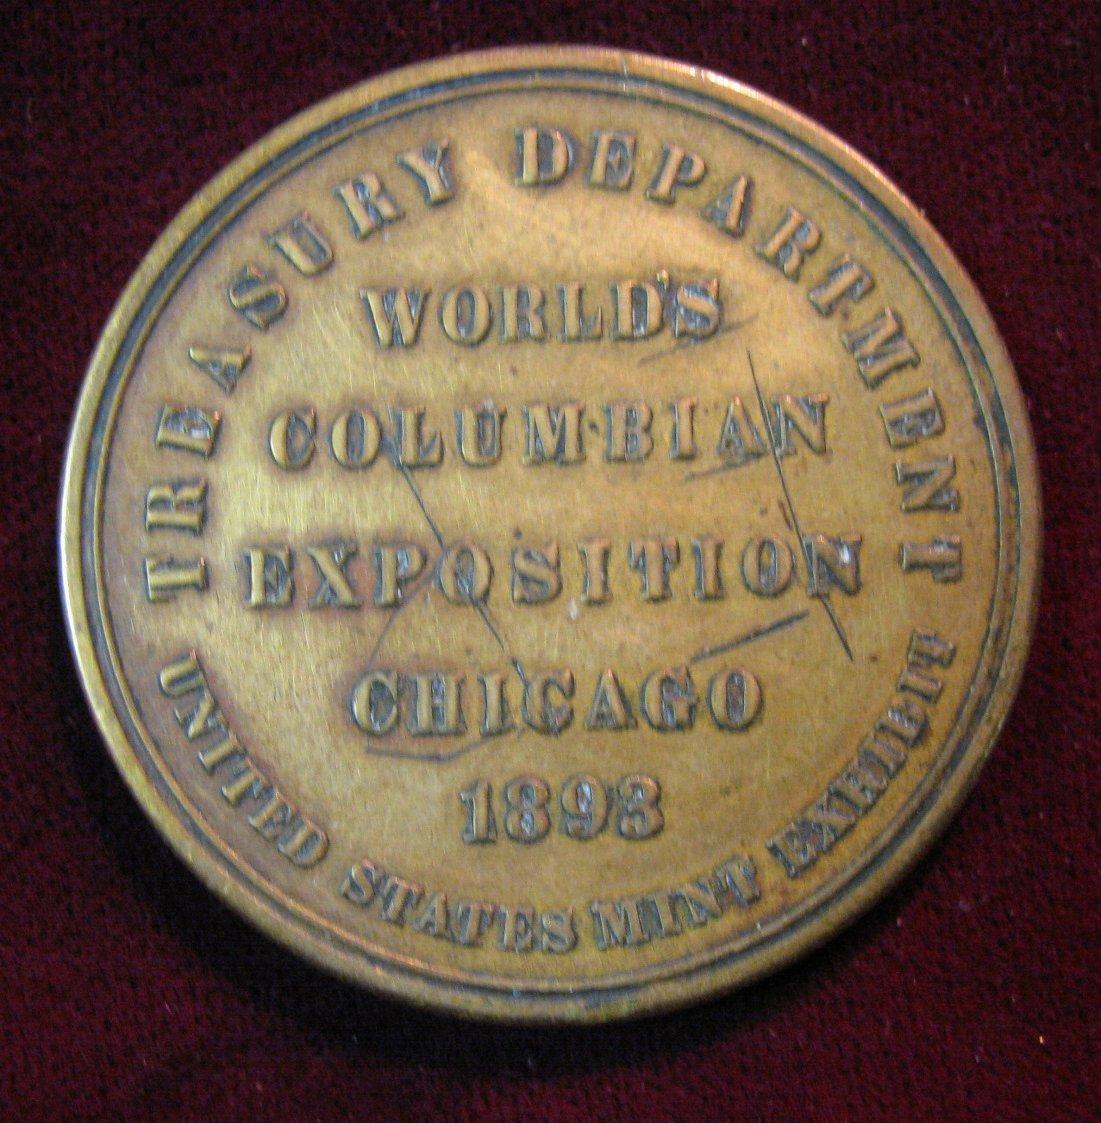 TREASURY DEPARTMENT
WORLD'S
COLUMBIAN
EXPOSITION
CHICAGO
1893
UNITED STATES MINT EXHIBIT